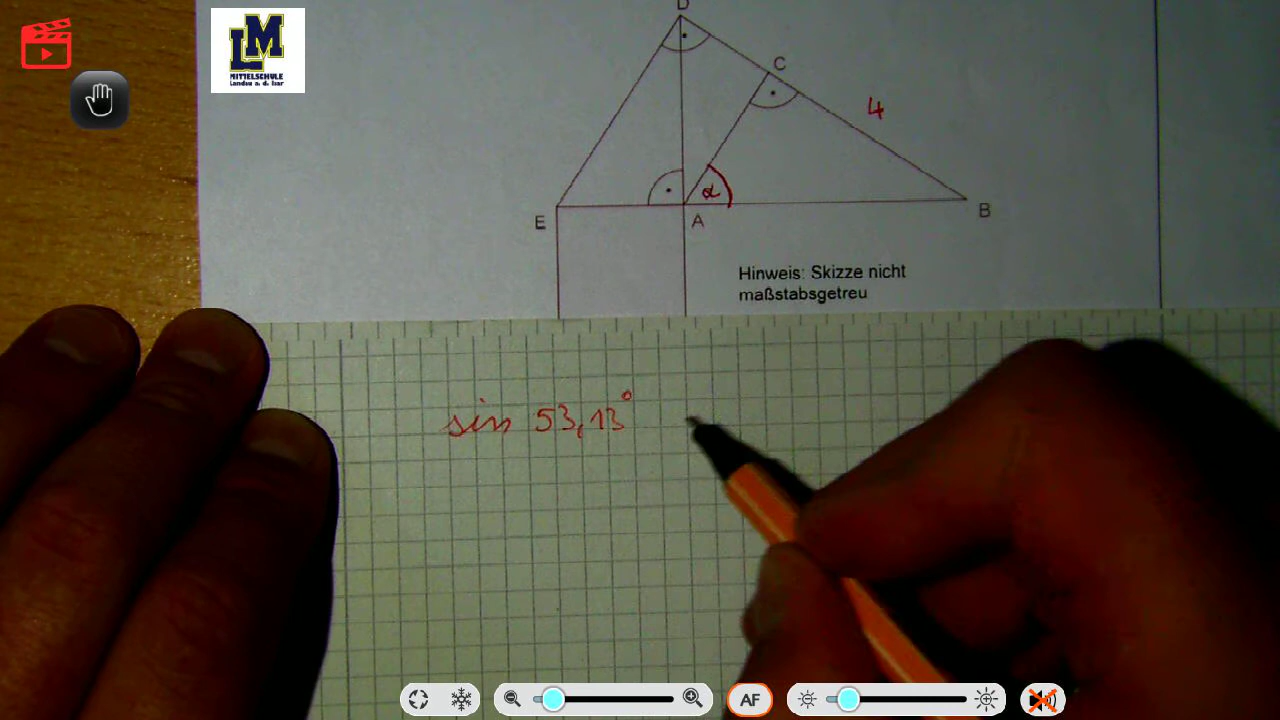 LM
MITTELSCHULE
Landau a. d. Isar
D
C
4
α
E
A
B
Hinweis: Skizze nicht
maßstabsgetreu
sin 53,13°
AF